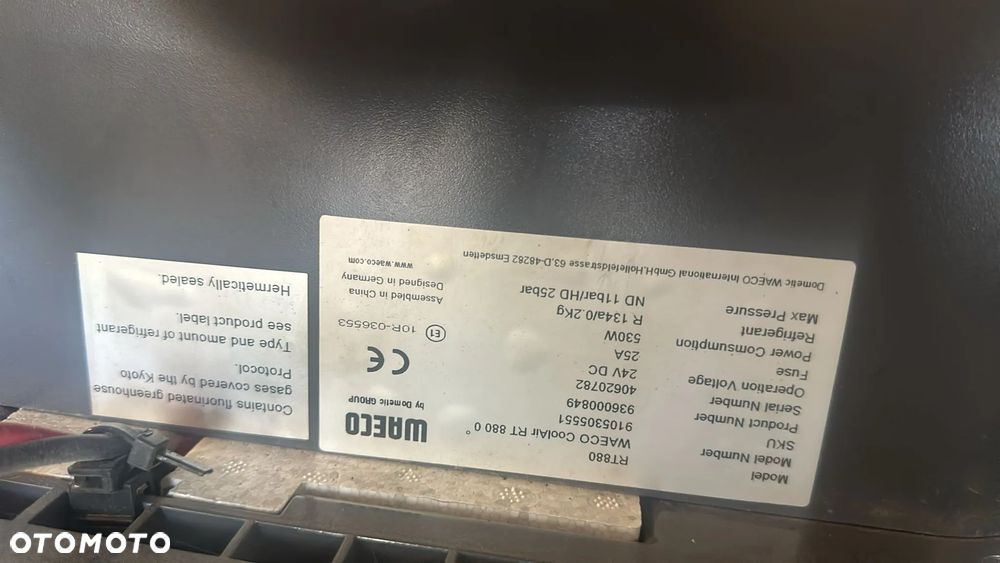 WAECO
by Dometic GROUP
Model RT880
Model Number WAECO CoolAir RT 880 0°
SKU 9105305551
Product Number 936000849
Serial Number 4062078​2
Operation Voltage 24V DC
Fuse 25A
Power Comsumption 530W
Refrigerant R 134a/0.2Kg
Max Pressure ND 11bar/HD 25bar
Dometic WAECO International GmbH,Hollefeldstrasse 63,D-48282 Emsdetten
CE
E1 10R-036553
Assembled in China
Designed in Germany
www.waeco.com
Contains fluorinated greenhouse
gases covered by the Kyoto
Protocol.
Type and amount of refrigerant
see product label.
Hermetically sealed.
OTOMOTO